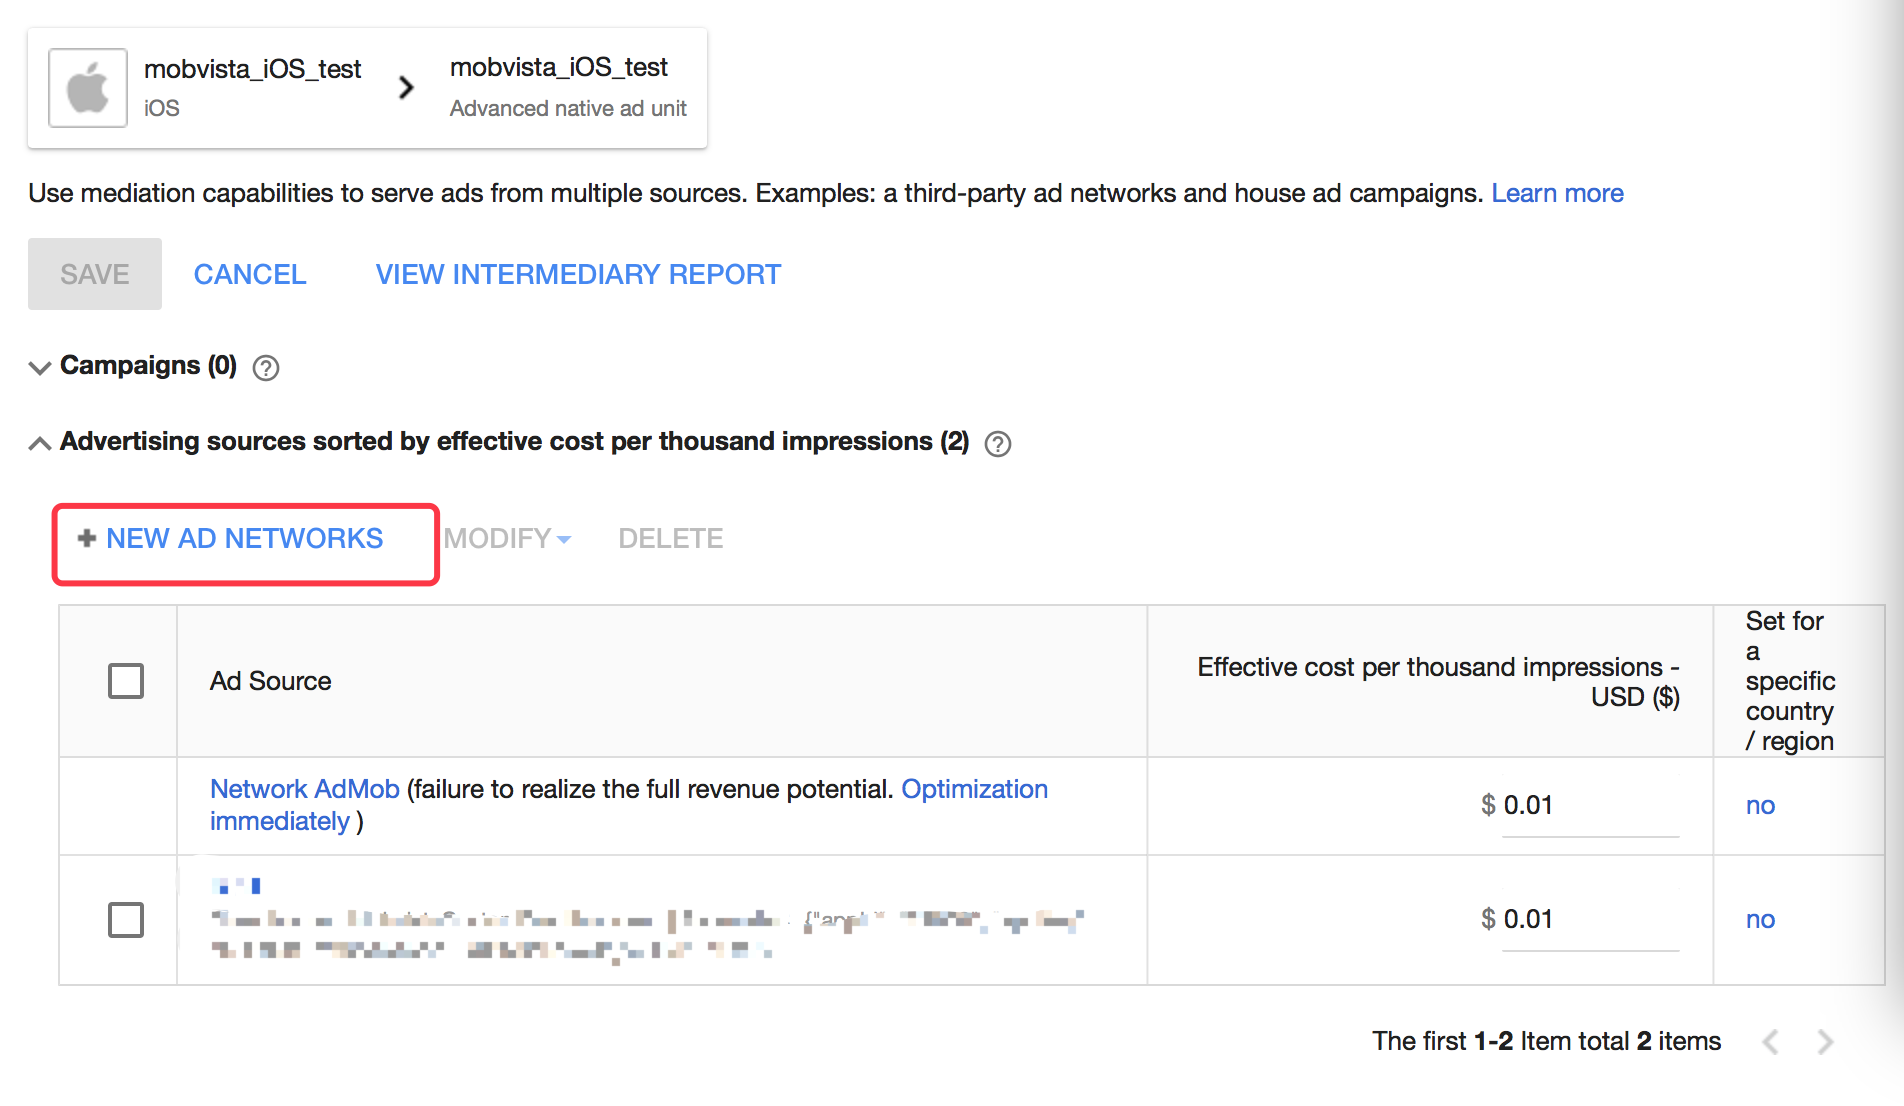 mobvista_iOS_test
iOS
mobvista_iOS_test
Advanced native ad unit
Use mediation capabilities to serve ads from multiple sources. Examples: a third-party ad networks and house ad campaigns. Learn more
SAVE CANCEL VIEW INTERMEDIARY REPORT
Campaigns (0) ?
Advertising sources sorted by effective cost per thousand impressions (2) ?
+ NEW AD NETWORKS MODIFY DELETE
Ad Source
Effective cost per thousand impressions -
USD ($)
Set for
a
specific
country
/ region
Network AdMob (failure to realize the full revenue potential. Optimization
immediately )
$ 0.01
no
$ 0.01
no
The first 1-2 Item total 2 items